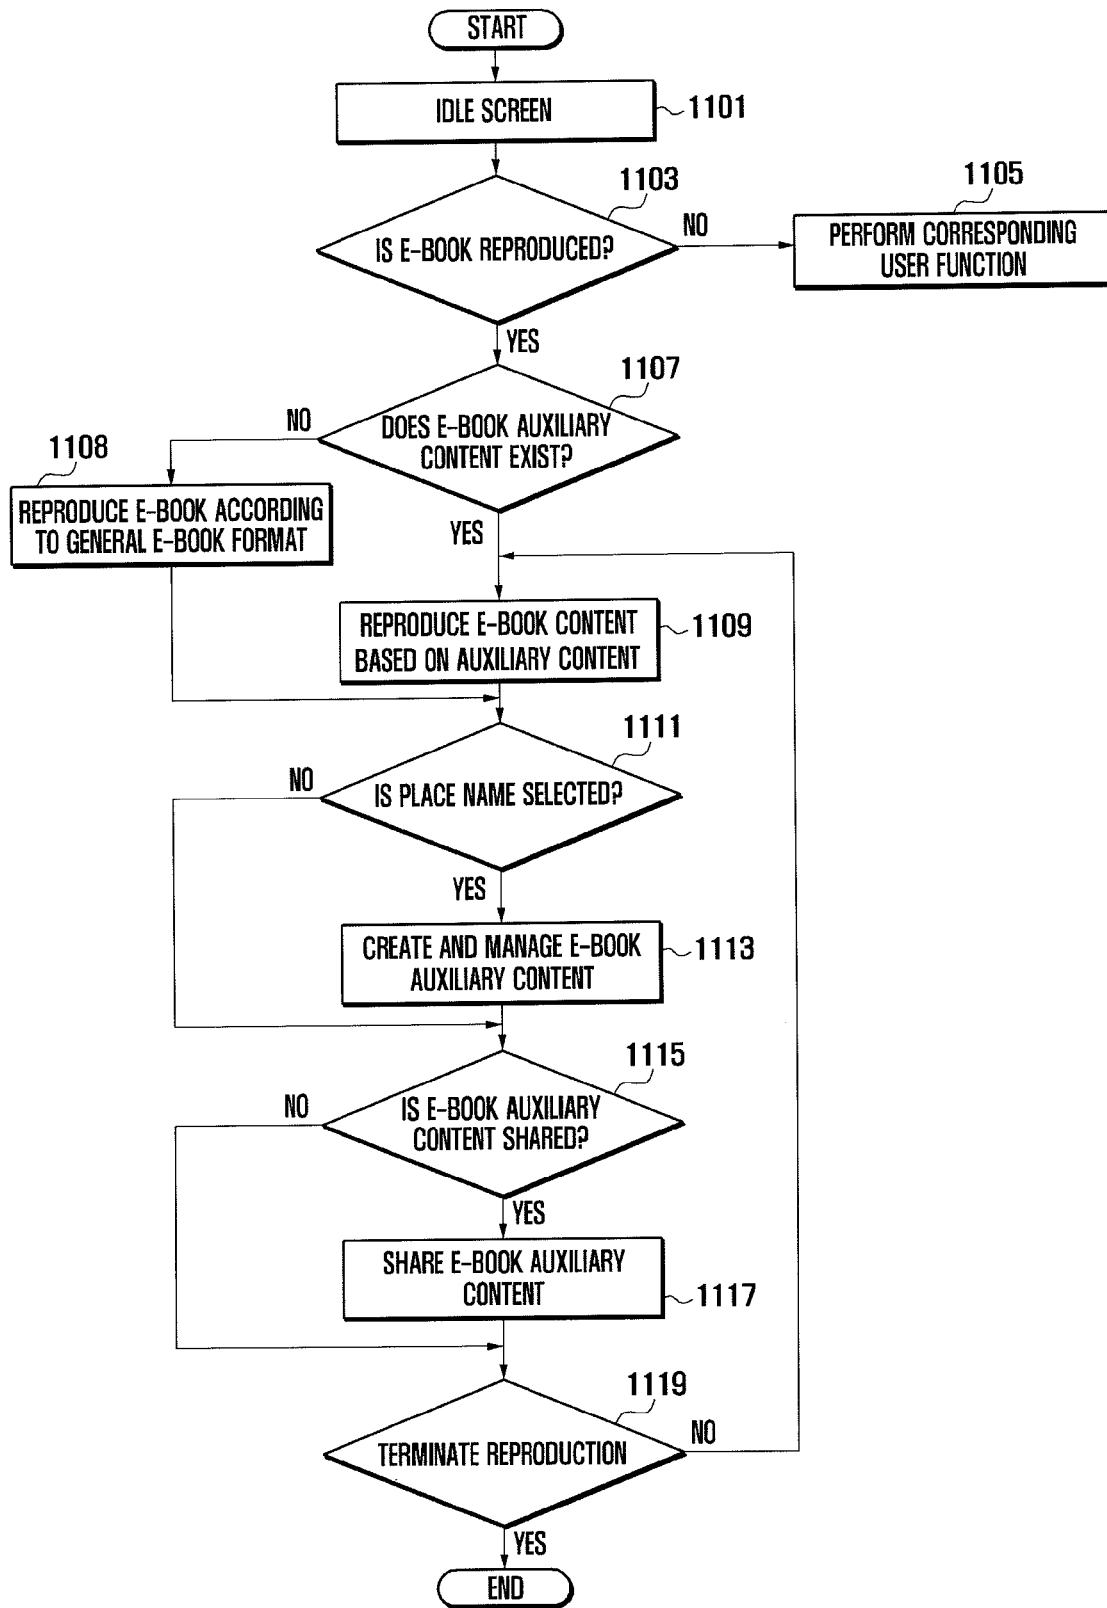 START
IDLE SCREEN
1101
1103
IS E-BOOK REPRODUCED?
NO
1105
PERFORM CORRESPONDING
USER FUNCTION
YES
1107
DOES E-BOOK AUXILIARY
CONTENT EXIST?
NO
1108
REPRODUCE E-BOOK ACCORDING
TO GENERAL E-BOOK FORMAT
YES
REPRODUCE E-BOOK CONTENT
BASED ON AUXILIARY CONTENT
1109
1111
IS PLACE NAME SELECTED?
NO
YES
CREATE AND MANAGE E-BOOK
AUXILIARY CONTENT
1113
1115
IS E-BOOK AUXILIARY
CONTENT SHARED?
NO
YES
SHARE E-BOOK AUXILIARY
CONTENT
1117
1119
TERMINATE REPRODUCTION
NO
YES
END